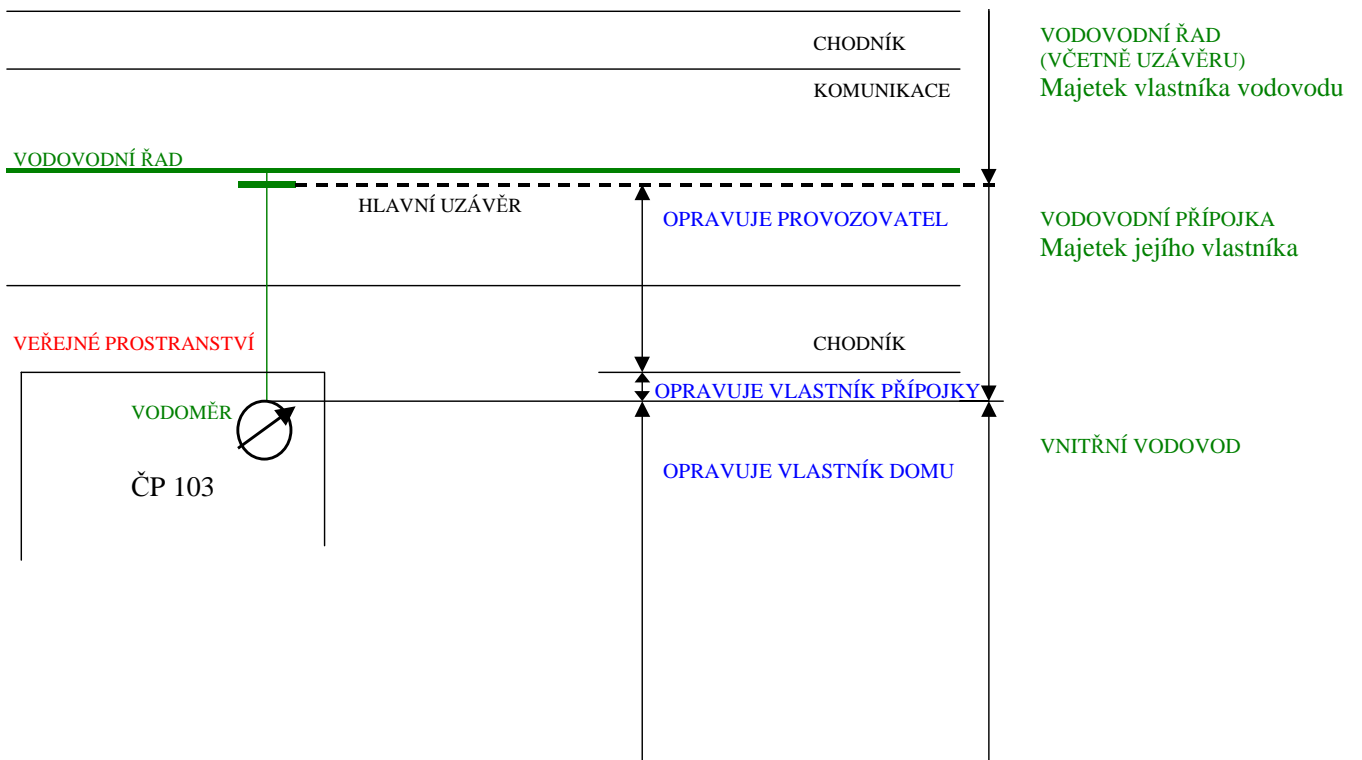 CHODNÍK
VODOVODNÍ ŘAD
(VČETNĚ UZÁVĚRU)
Majetek vlastníka vodovodu
KOMUNIKACE
VODOVODNÍ ŘAD
HLAVNÍ UZÁVĚR
OPRAVUJE PROVOZOVATEL
VODOVODNÍ PŘÍPOJKA
Majetek jejího vlastníka
VEŘEJNÉ PROSTRANSTVÍ
CHODNÍK
OPRAVUJE VLASTNÍK PŘÍPOJKY
VODOMĚR
VNITŘNÍ VODOVOD
OPRAVUJE VLASTNÍK DOMU
ČP 103